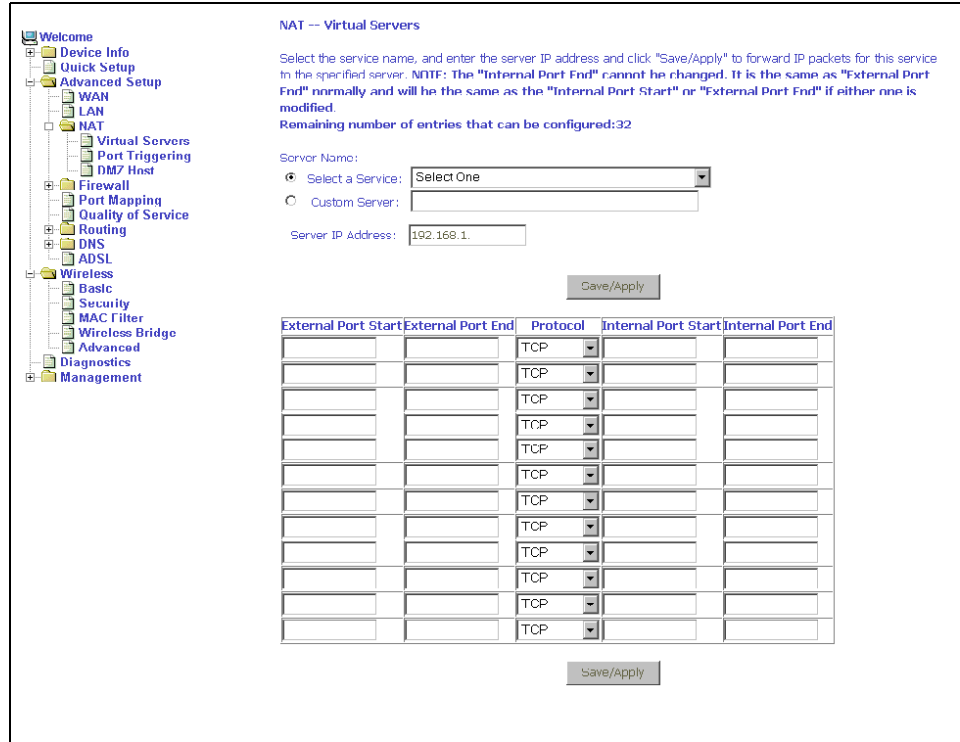 Welcome
Device Info
Quick Setup
Advanced Setup
WAN
LAN
NAT
Virtual Servers
Port Triggering
DMZ Host
Firewall
Port Mapping
Quality of Service
Routing
DNS
ADSL
Wireless
Basic
Security
MAC Filter
Wireless Bridge
Advanced
Diagnostics
Management
NAT -- Virtual Servers
Select the service name, and enter the server IP address and click "Save/Apply" to forward IP packets for this service
to the specified server. NOTE: The "Internal Port End" cannot be changed. It is the same as "External Port
End" normally and will be the same as the "Internal Port Start" or "External Port End" if either one is
modified.
Remaining number of entries that can be configured:32
Server Name:
Select a Service: Select One
Custom Server:
Server IP Address: 192.168.1.
Save/Apply
External Port Start External Port End Protocol Internal Port Start Internal Port End
TCP
TCP
TCP
TCP
TCP
TCP
TCP
TCP
TCP
TCP
TCP
TCP
Save/Apply